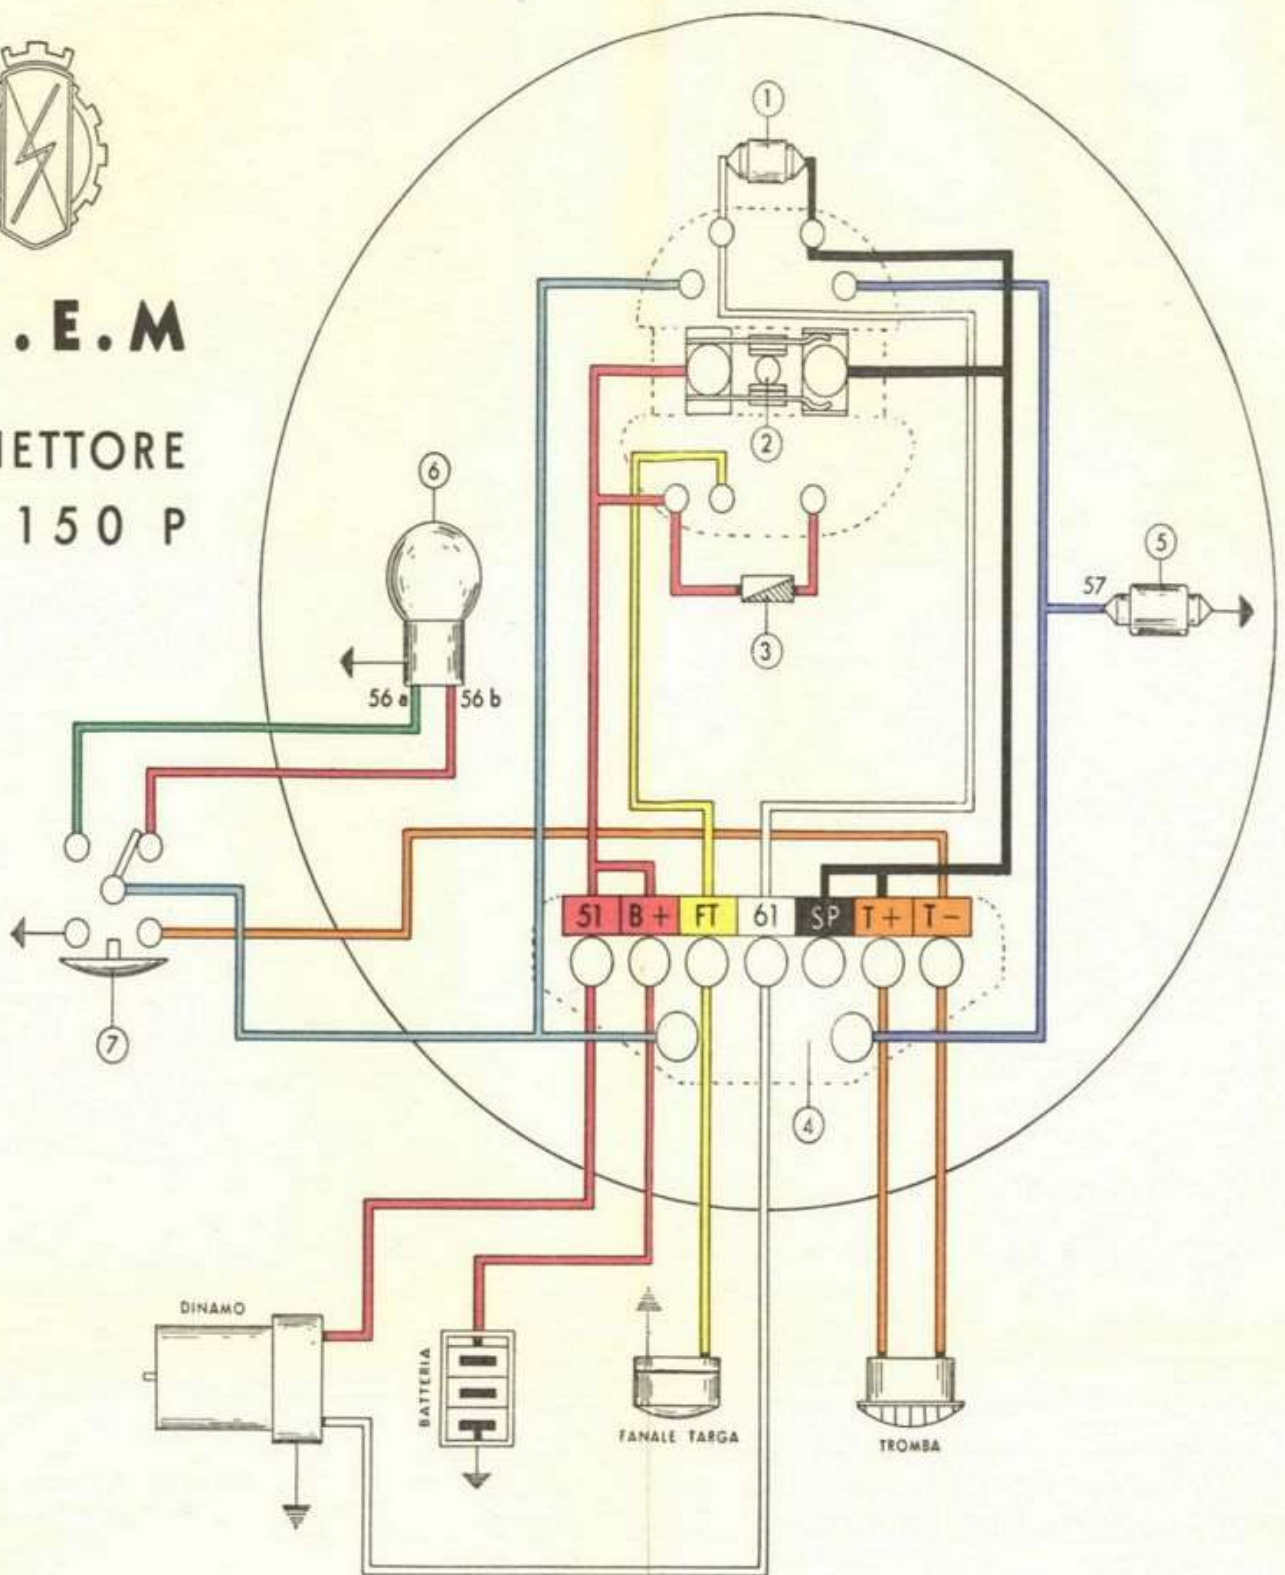 .E.M
ETTORE
150 P
1
2
3
6
5
57
56 a
56 b
51 B+ FT 61 SP T+ T-
7
4
DINAMO
BATTERIA
FANALE TARGA
TROMBA